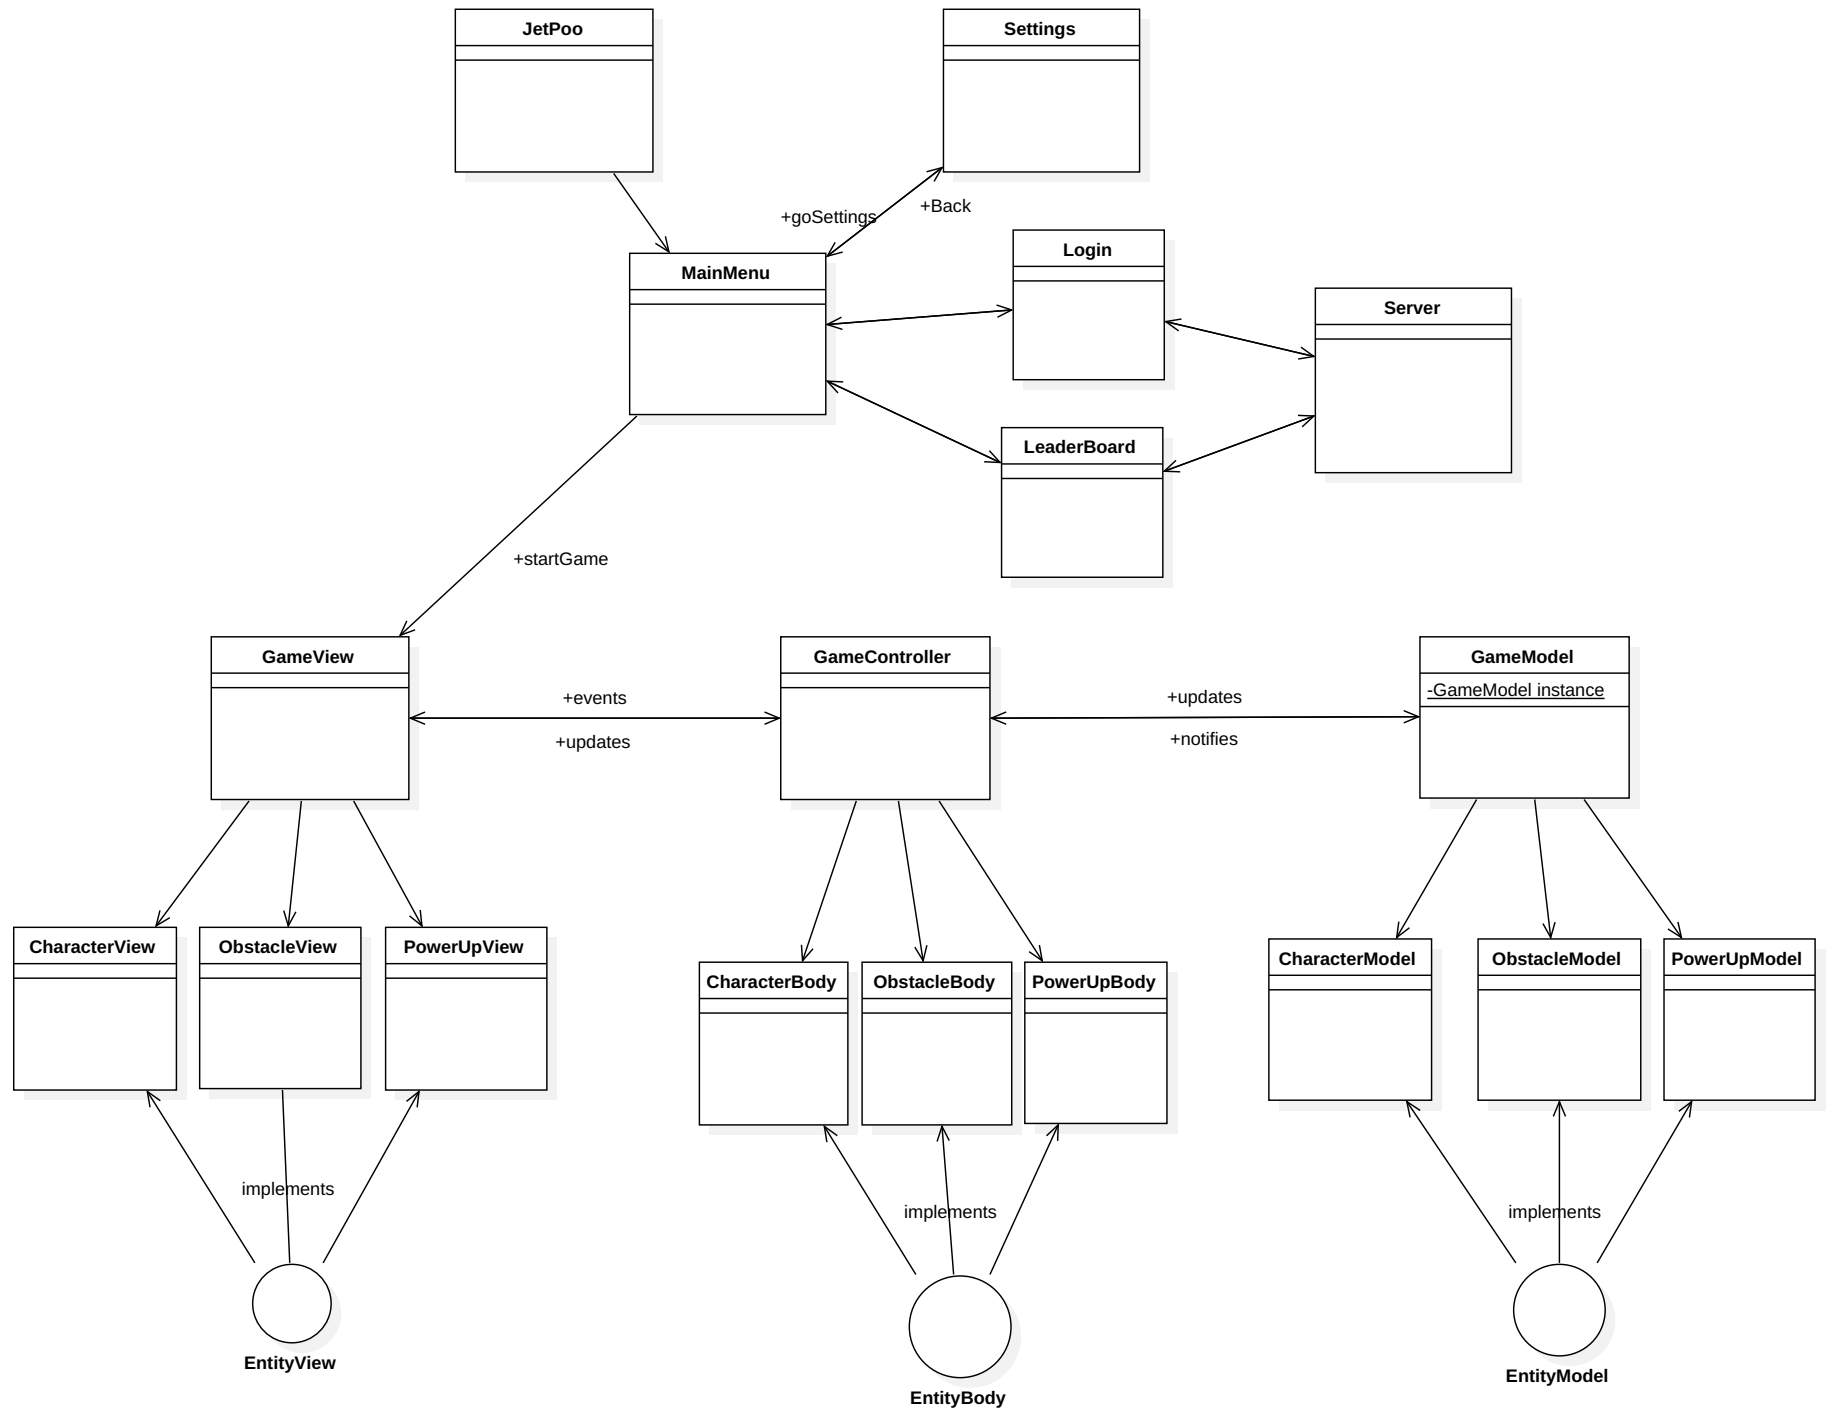 JetPoo
Settings
+goSettings
+Back
MainMenu
Login
Server
LeaderBoard
+startGame
GameView
GameController
GameModel
-GameModel instance
+events
+updates
+updates
+notifies
CharacterView
ObstacleView
PowerUpView
CharacterBody
ObstacleBody
PowerUpBody
CharacterModel
ObstacleModel
PowerUpModel
implements
implements
implements
EntityView
EntityBody
EntityModel